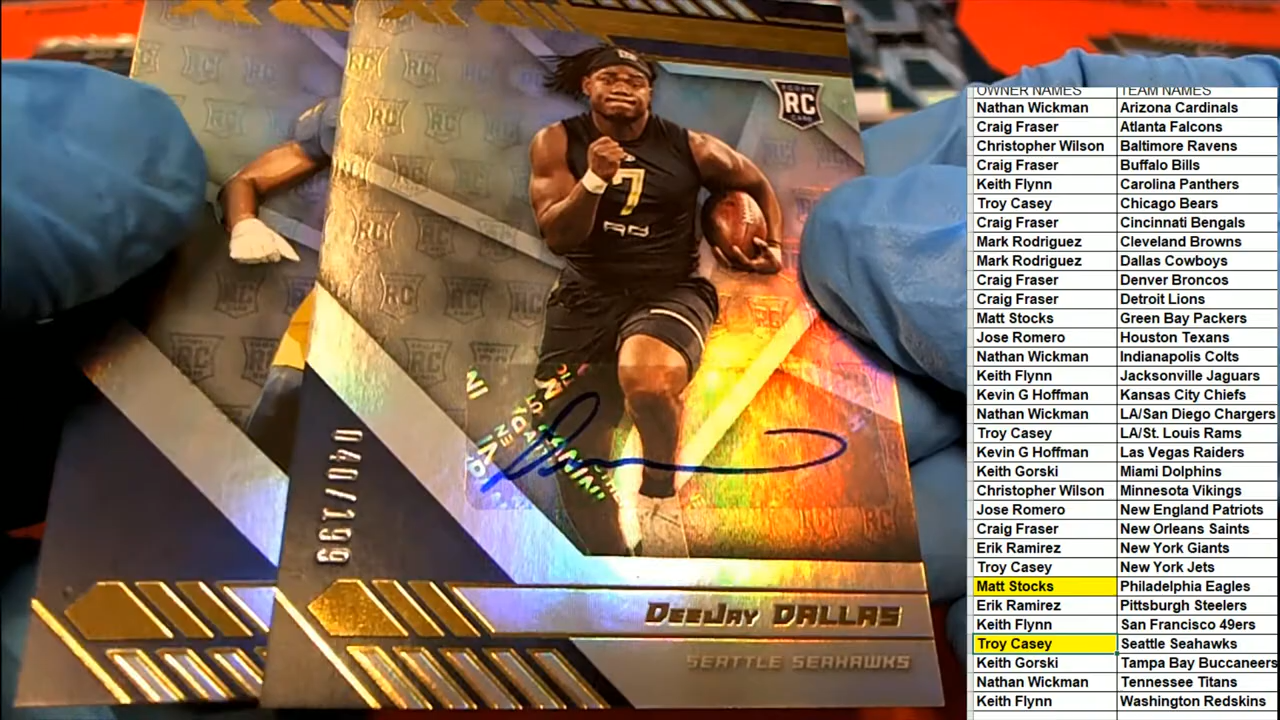 ROOKIE
RC
CARD
7
040/199
DEEJAY DALLAS
SEATTLE SEAHAWKS
OWNER NAMES TEAM NAMES
Nathan Wickman Arizona Cardinals
Craig Fraser Atlanta Falcons
Christopher Wilson Baltimore Ravens
Craig Fraser Buffalo Bills
Keith Flynn Carolina Panthers
Troy Casey Chicago Bears
Craig Fraser Cincinnati Bengals
Mark Rodriguez Cleveland Browns
Mark Rodriguez Dallas Cowboys
Craig Fraser Denver Broncos
Craig Fraser Detroit Lions
Matt Stocks Green Bay Packers
Jose Romero Houston Texans
Nathan Wickman Indianapolis Colts
Keith Flynn Jacksonville Jaguars
Kevin G Hoffman Kansas City Chiefs
Nathan Wickman LA/San Diego Chargers
Troy Casey LA/St. Louis Rams
Kevin G Hoffman Las Vegas Raiders
Keith Gorski Miami Dolphins
Christopher Wilson Minnesota Vikings
Jose Romero New England Patriots
Craig Fraser New Orleans Saints
Erik Ramirez New York Giants
Troy Casey New York Jets
Matt Stocks Philadelphia Eagles
Erik Ramirez Pittsburgh Steelers
Keith Flynn San Francisco 49ers
Troy Casey Seattle Seahawks
Keith Gorski Tampa Bay Buccaneers
Nathan Wickman Tennessee Titans
Keith Flynn Washington Redskins